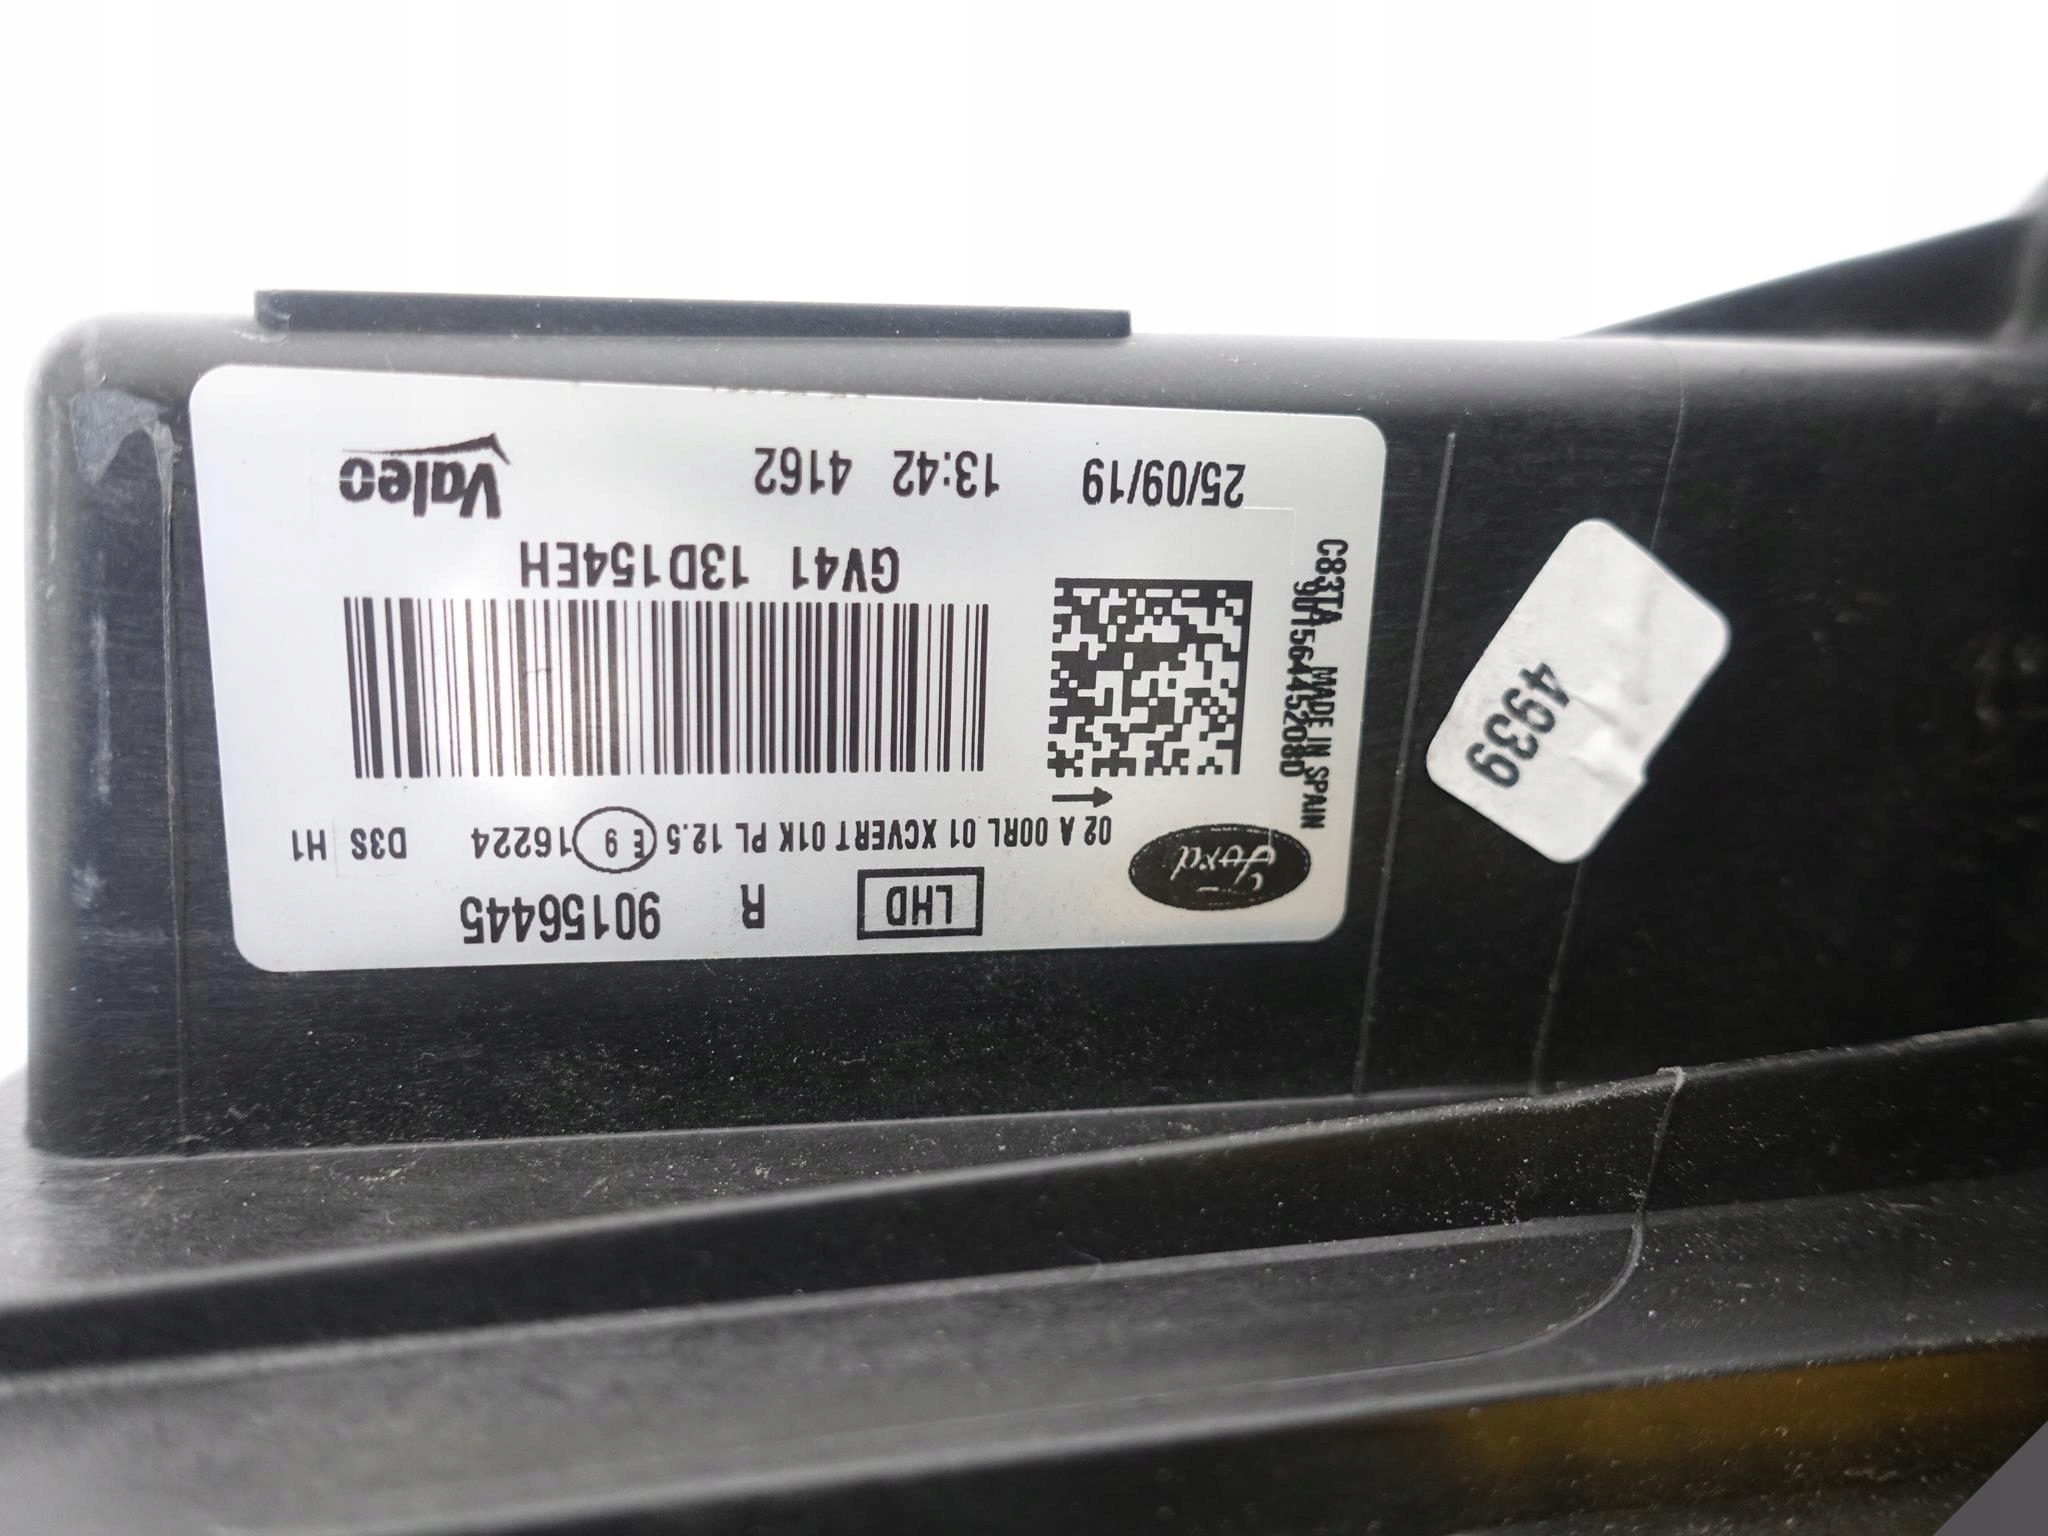 Ford LHD R 90156445
02 A 00RL 01 XCVERT 01K PL 12.5 E 9 16224 D3S H1
GV41 13D154EH
25/09/19 13:42 4162 Valeo
C83TA MADE IN SPAIN
90156445208D
4939